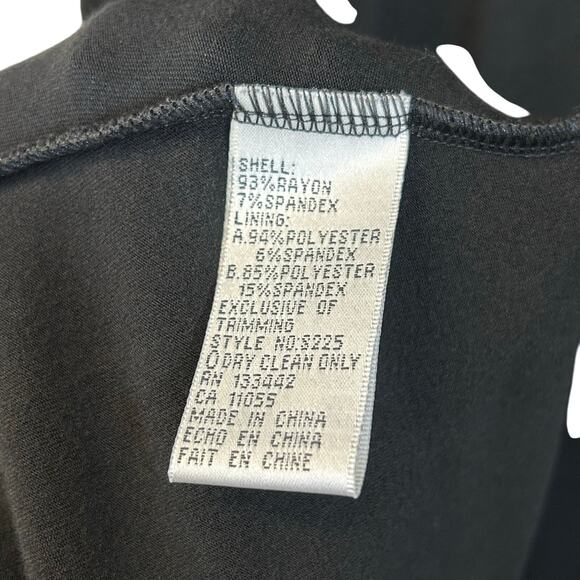 SHELL:
93%RAYON
7%SPANDEX
LINING:
A.94%POLYESTER
6%SPANDEX
B.85%POLYESTER
15%SPANDEX
EXCLUSIVE OF
TRIMMING
STYLE NO:S225
DRY CLEAN ONLY
RN 133442
CA 11055
MADE IN CHINA
ECHO EN CHINA
FAIT EN CHINE